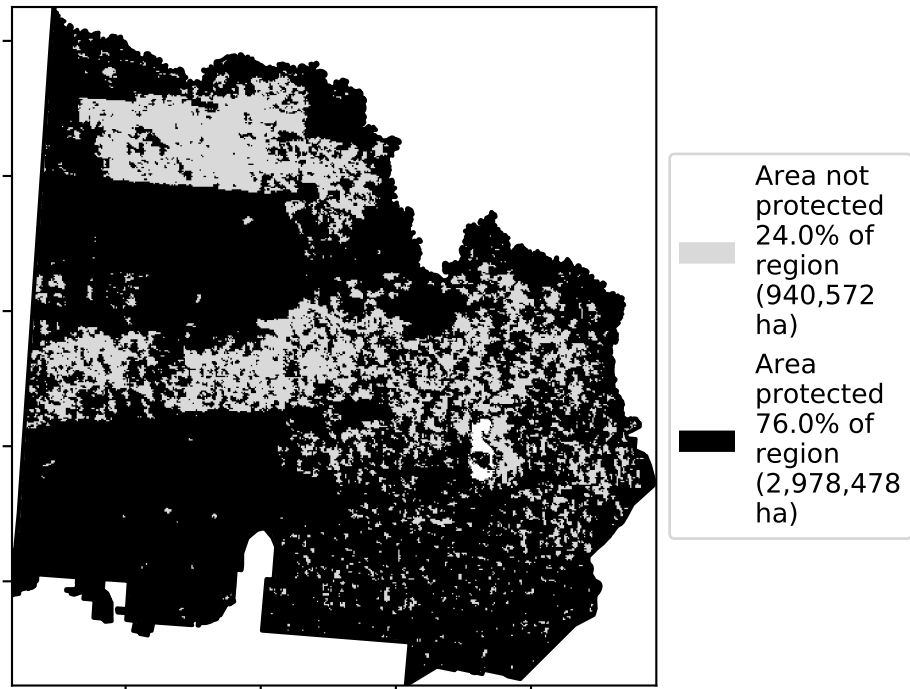 Area not
protected
24.0% of
region
(940,572
ha)
Area
protected
76.0% of
region
(2,978,478
ha)